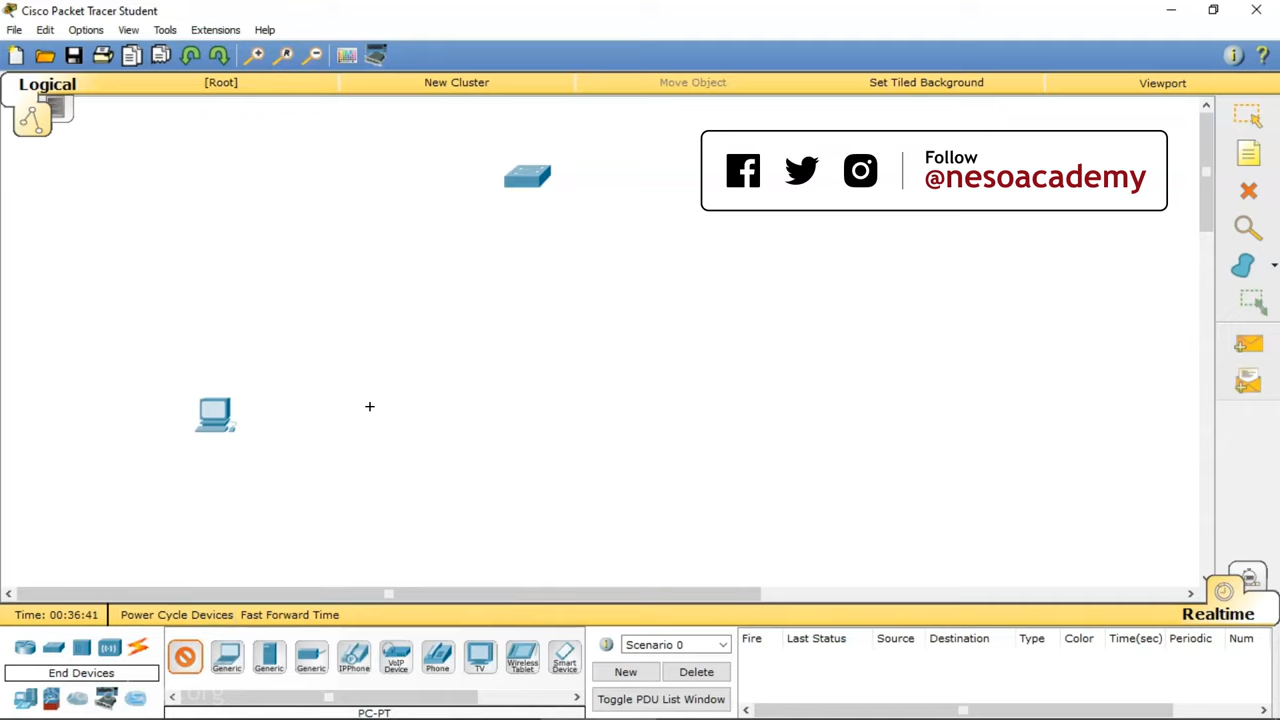 Cisco Packet Tracer Student
File Edit Options View Tools Extensions Help
Logical [Root] New Cluster Move Object Set Tiled Background Viewport
Follow
@nesoacademy
Time: 00:36:41 Power Cycle Devices Fast Forward Time
Realtime
Fire Last Status Source Destination Type Color Time(sec) Periodic Num
Scenario 0
End Devices
Generic Generic Generic IPPhone VoIP Device Phone TV Wireless Tablet Smart Device
New Delete
Toggle PDU List Window
PC-PT